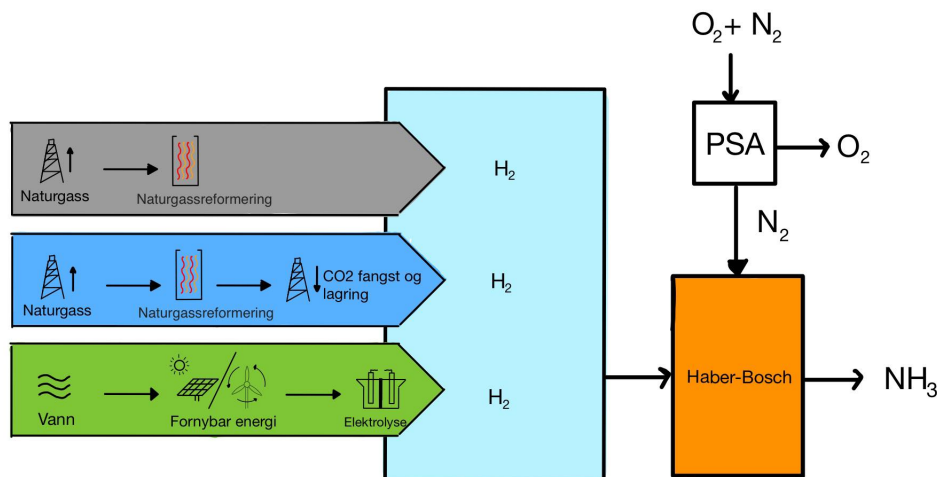 O₂ + N₂
PSA
O₂
N₂
Naturgass
Naturgassreformering
H₂
Naturgass
Naturgassreformering
CO2 fangst og
lagring
H₂
Vann
Fornybar energi
Elektrolyse
H₂
Haber-Bosch
NH₃